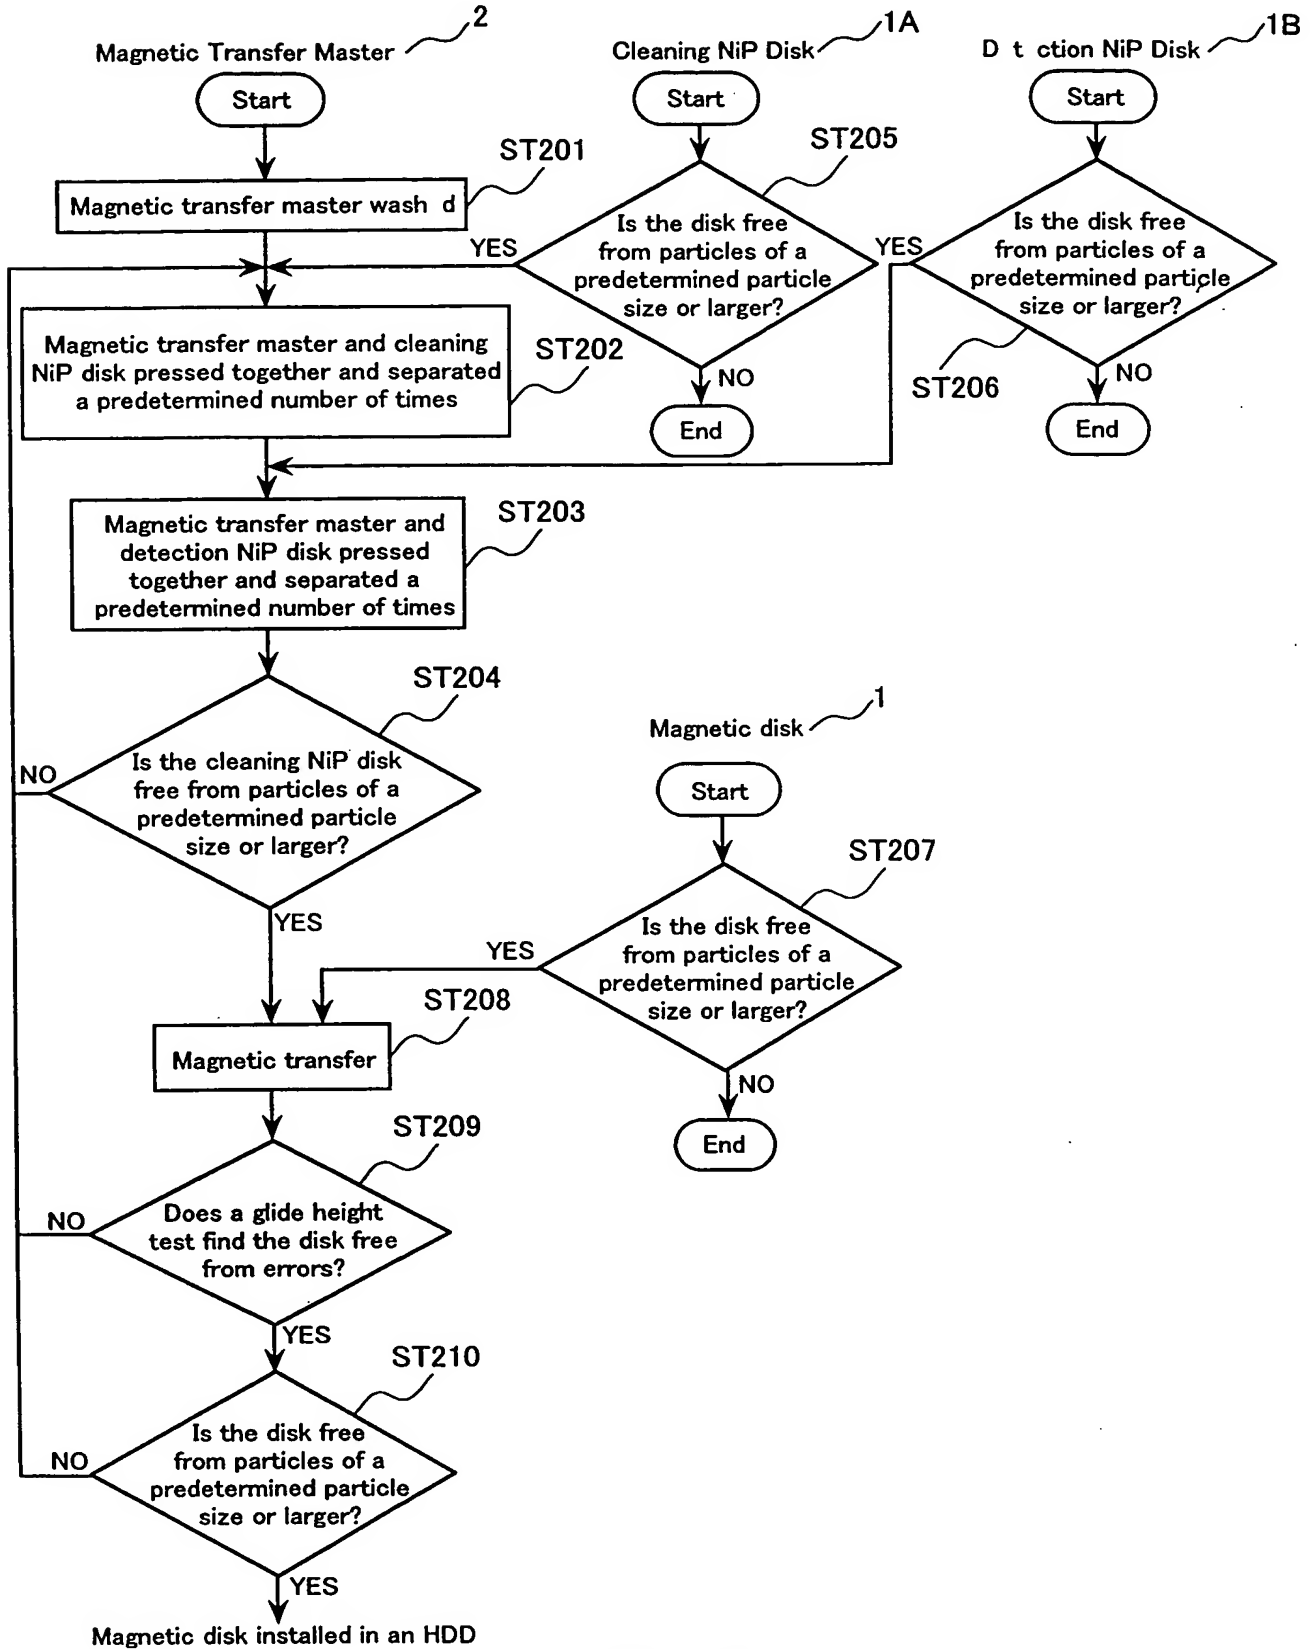 Magnetic Transfer Master 2
Start
ST201
Magnetic transfer master wash d
Cleaning NiP Disk 1A
Start
ST205
Is the disk free
from particles of a
predetermined particle
size or larger?
YES
NO
End
D t ction NiP Disk 1B
Start
Is the disk free
from particles of a
predetermined particle
size or larger?
YES
ST206
NO
End
Magnetic transfer master and cleaning
NiP disk pressed together and separated
a predetermined number of times
ST202
Magnetic transfer master and
detection NiP disk pressed
together and separated a
predetermined number of times
ST203
ST204
Is the cleaning NiP disk
free from particles of a
predetermined particle
size or larger?
NO
YES
Magnetic disk 1
Start
ST207
Is the disk free
from particles of a
predetermined particle
size or larger?
YES
NO
End
ST208
Magnetic transfer
ST209
Does a glide height
test find the disk free
from errors?
NO
YES
ST210
Is the disk free
from particles of a
predetermined particle
size or larger?
NO
YES
Magnetic disk installed in an HDD